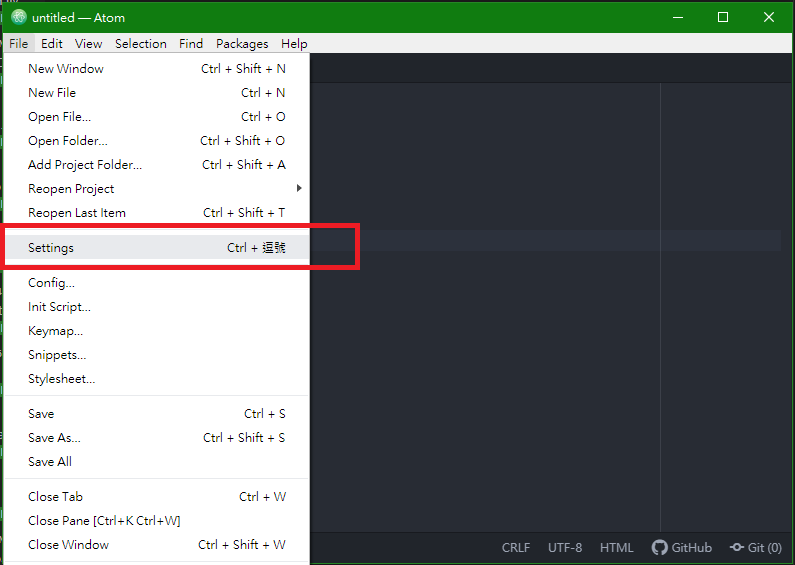 untitled — Atom
File Edit View Selection Find Packages Help
New Window Ctrl + Shift + N
New File Ctrl + N
Open File... Ctrl + O
Open Folder... Ctrl + Shift + O
Add Project Folder... Ctrl + Shift + A
Reopen Project
Reopen Last Item Ctrl + Shift + T
Settings Ctrl + 逗號
Config...
Init Script...
Keymap...
Snippets...
Stylesheet...
Save Ctrl + S
Save As... Ctrl + Shift + S
Save All
Close Tab Ctrl + W
Close Pane [Ctrl+K Ctrl+W]
Close Window Ctrl + Shift + W
CRLF UTF-8 HTML GitHub Git (0)